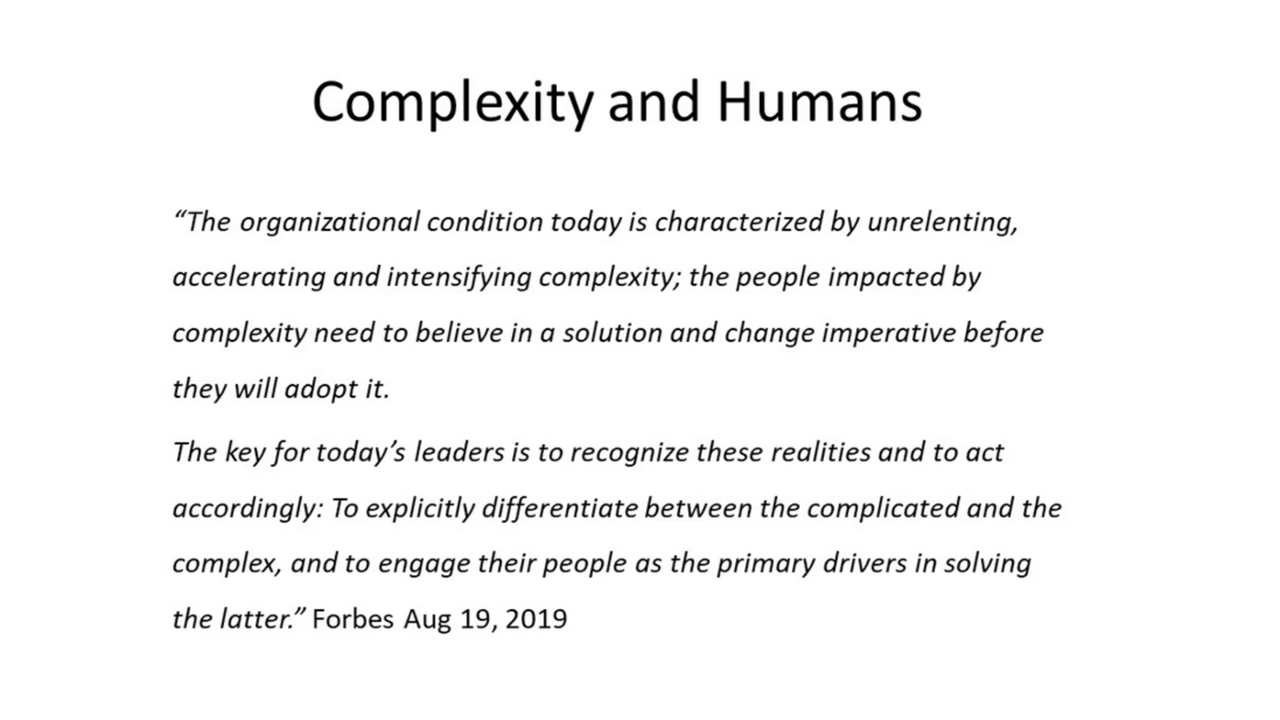 Complexity and Humans
“The organizational condition today is characterized by unrelenting,
accelerating and intensifying complexity; the people impacted by
complexity need to believe in a solution and change imperative before
they will adopt it.
The key for today’s leaders is to recognize these realities and to act
accordingly: To explicitly differentiate between the complicated and the
complex, and to engage their people as the primary drivers in solving
the latter.” Forbes Aug 19, 2019